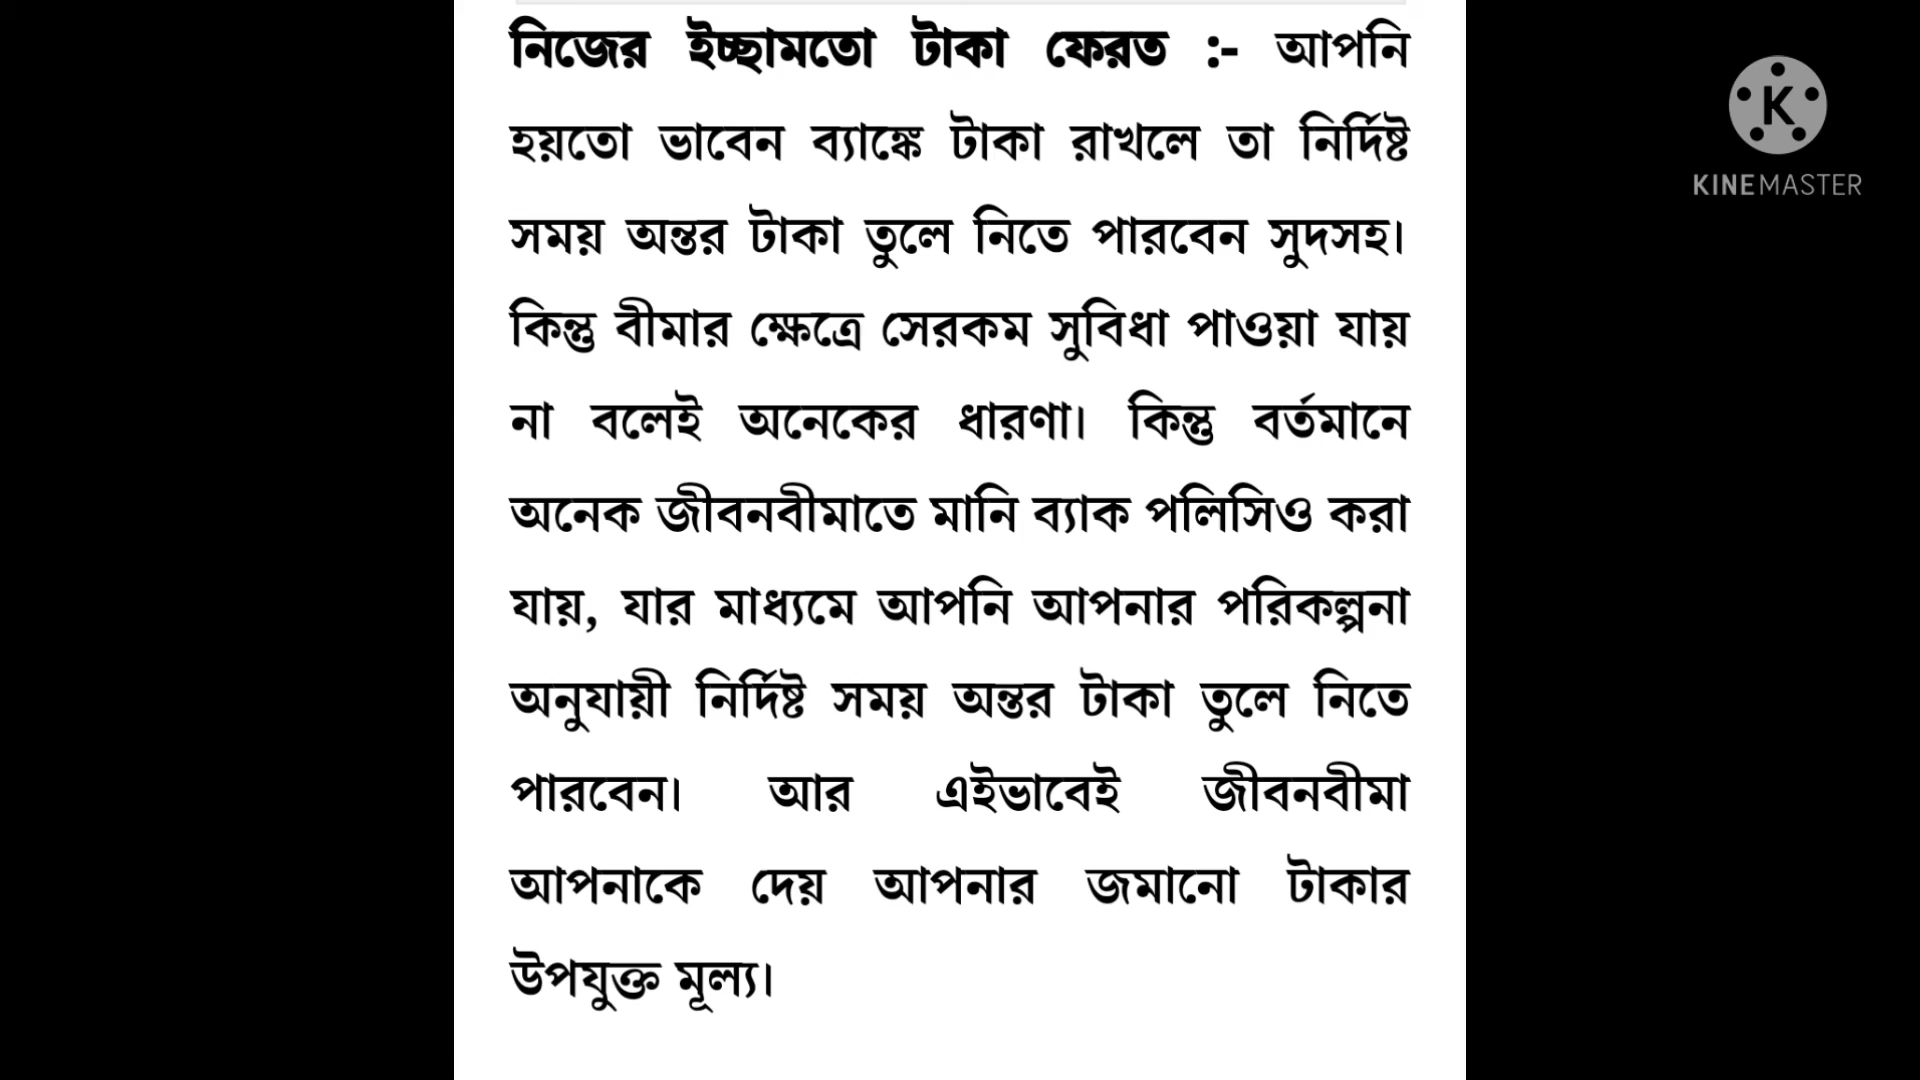 নিজের ইচ্ছামতো টাকা ফেরত :- আপনি
হয়তো ভাবেন ব্যাঙ্কে টাকা রাখলে তা নির্দিষ্ট
সময় অন্তর টাকা তুলে নিতে পারবেন সুদসহ।
কিন্তু বীমার ক্ষেত্রে সেরকম সুবিধা পাওয়া যায়
না বলেই অনেকের ধারণা। কিন্তু বর্তমানে
অনেক জীবনবীমাতে মানি ব্যাক পলিসিও করা
যায়, যার মাধ্যমে আপনি আপনার পরিকল্পনা
অনুযায়ী নির্দিষ্ট সময় অন্তর টাকা তুলে নিতে
পারবেন। আর এইভাবেই জীবনবীমা
আপনাকে দেয় আপনার জমানো টাকার
উপযুক্ত মূল্য।
K
KINEMASTER